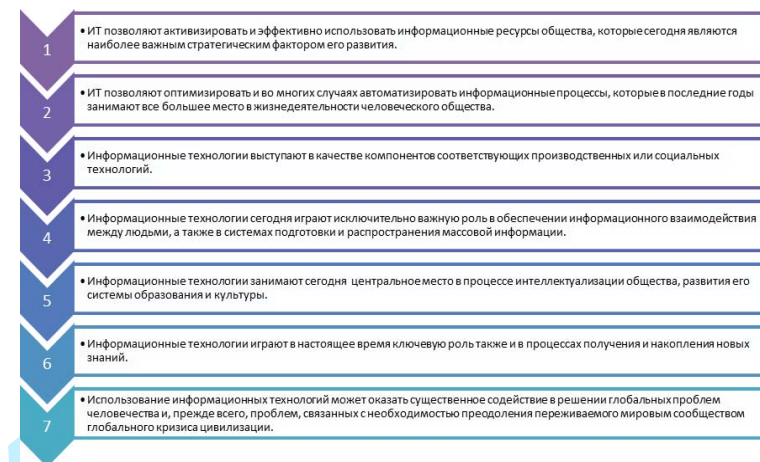 1
• ИТ позволяют активизировать и эффективно использовать информационные ресурсы общества, которые сегодня являются
наиболее важным стратегическим фактором его развития.
2
• ИТ позволяют оптимизировать и во многих случаях автоматизировать информационные процессы, которые в последние годы
занимают все большее место в жизнедеятельности человеческого общества.
3
• Информационные технологии выступают в качестве компонентов соответствующих производственных или социальных
технологий.
4
• Информационные технологии сегодня играют исключительно важную роль в обеспечении информационного взаимодействия
между людьми, а также в системах подготовки и распространения массовой информации.
5
• Информационные технологии занимают сегодня центральное место в процессе интеллектуализации общества, развития его
системы образования и культуры.
6
• Информационные технологии играют в настоящее время ключевую роль также и в процессах получения и накопления новых
знаний.
7
• Использование информационных технологий может оказать существенное содействие в решении глобальных проблем
человечества и, прежде всего, проблем, связанных с необходимостью преодоления переживаемого мировым сообществом
глобального кризиса цивилизации.